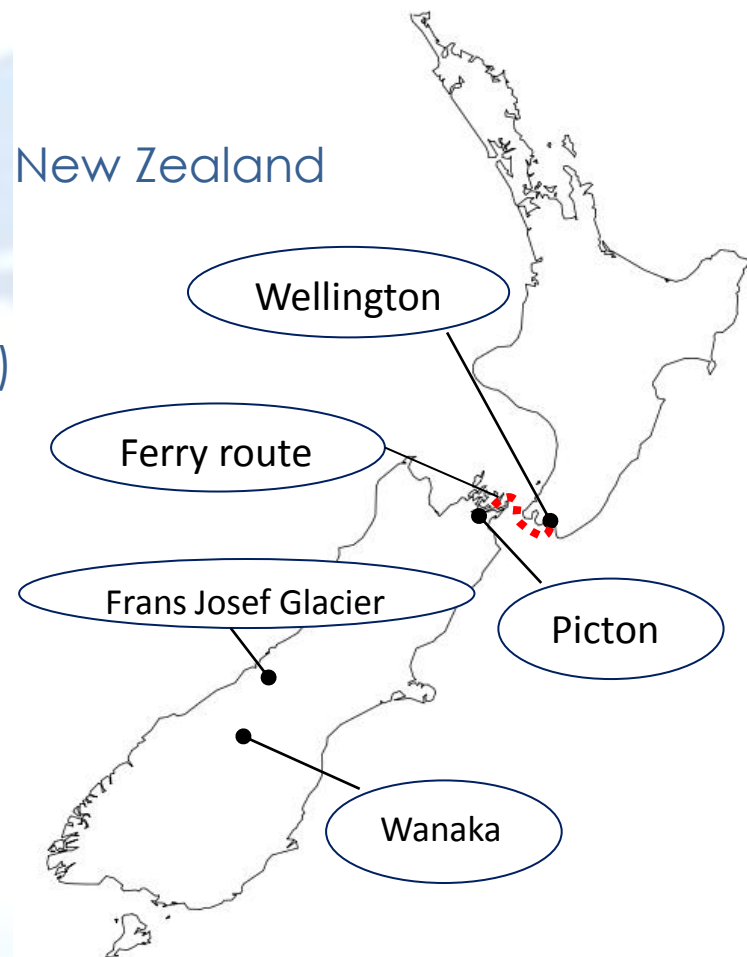 New Zealand
Wellington
)
Ferry route
Frans Josef Glacier
Picton
Wanaka